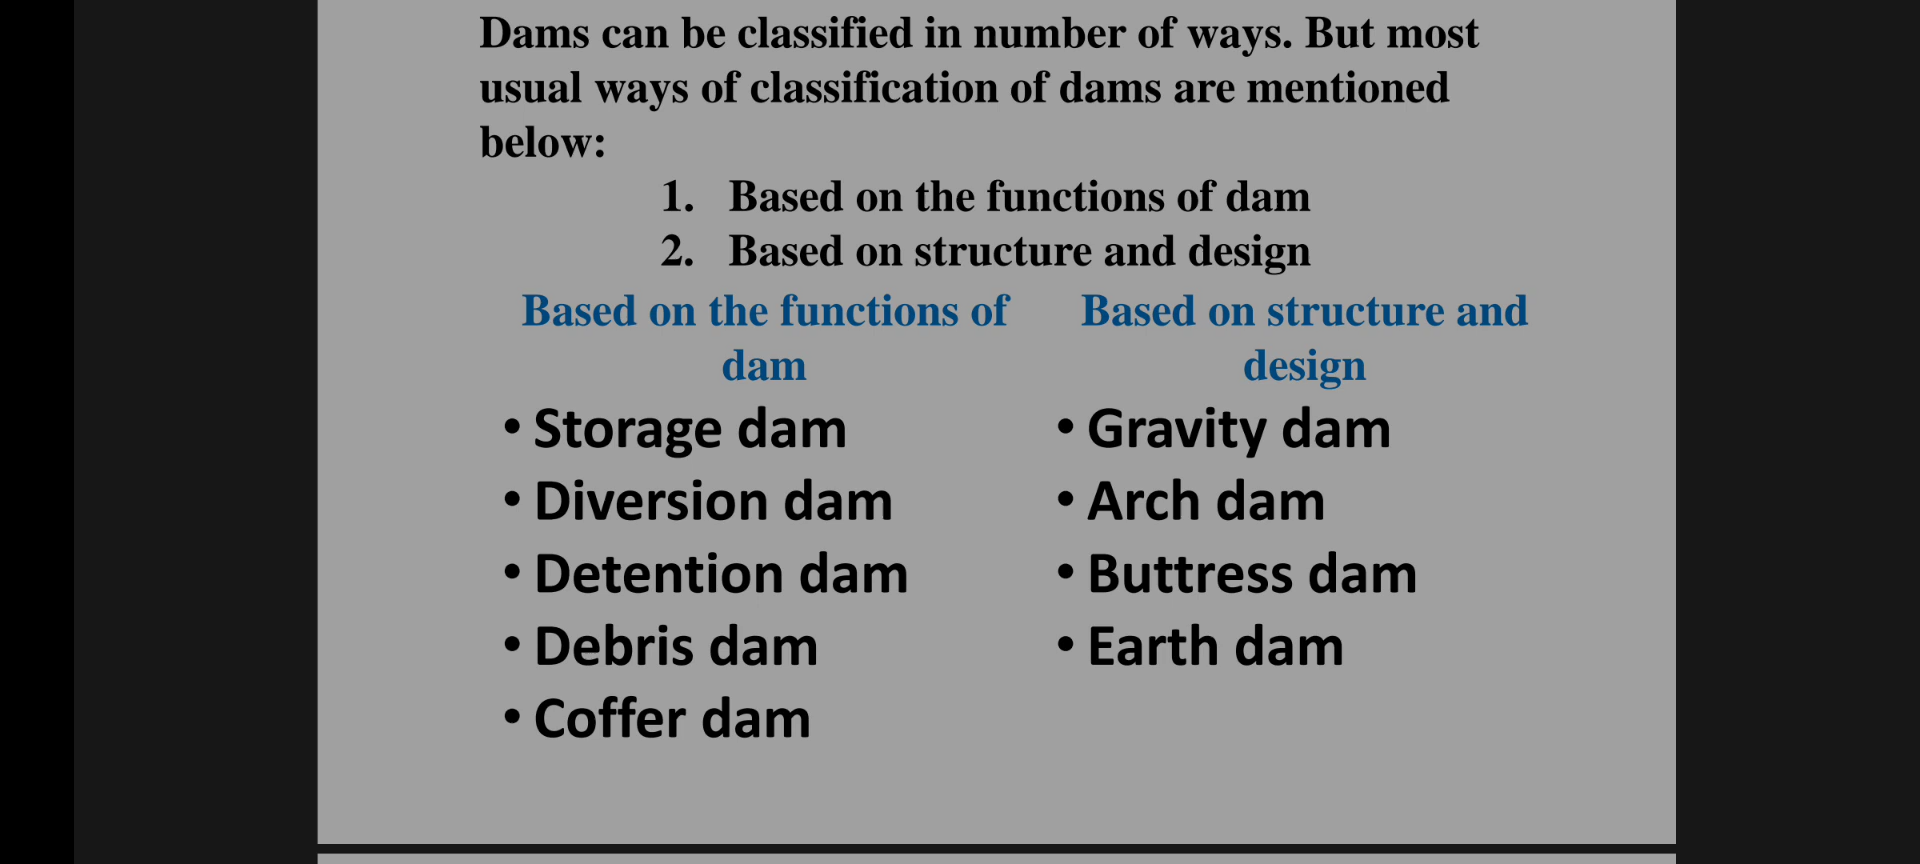 Dams can be classified in number of ways. But most
usual ways of classification of dams are mentioned
below:
1. Based on the functions of dam
2. Based on structure and design
Based on the functions of
dam
• Storage dam
• Diversion dam
• Detention dam
• Debris dam
• Coffer dam
Based on structure and
design
• Gravity dam
• Arch dam
• Buttress dam
• Earth dam